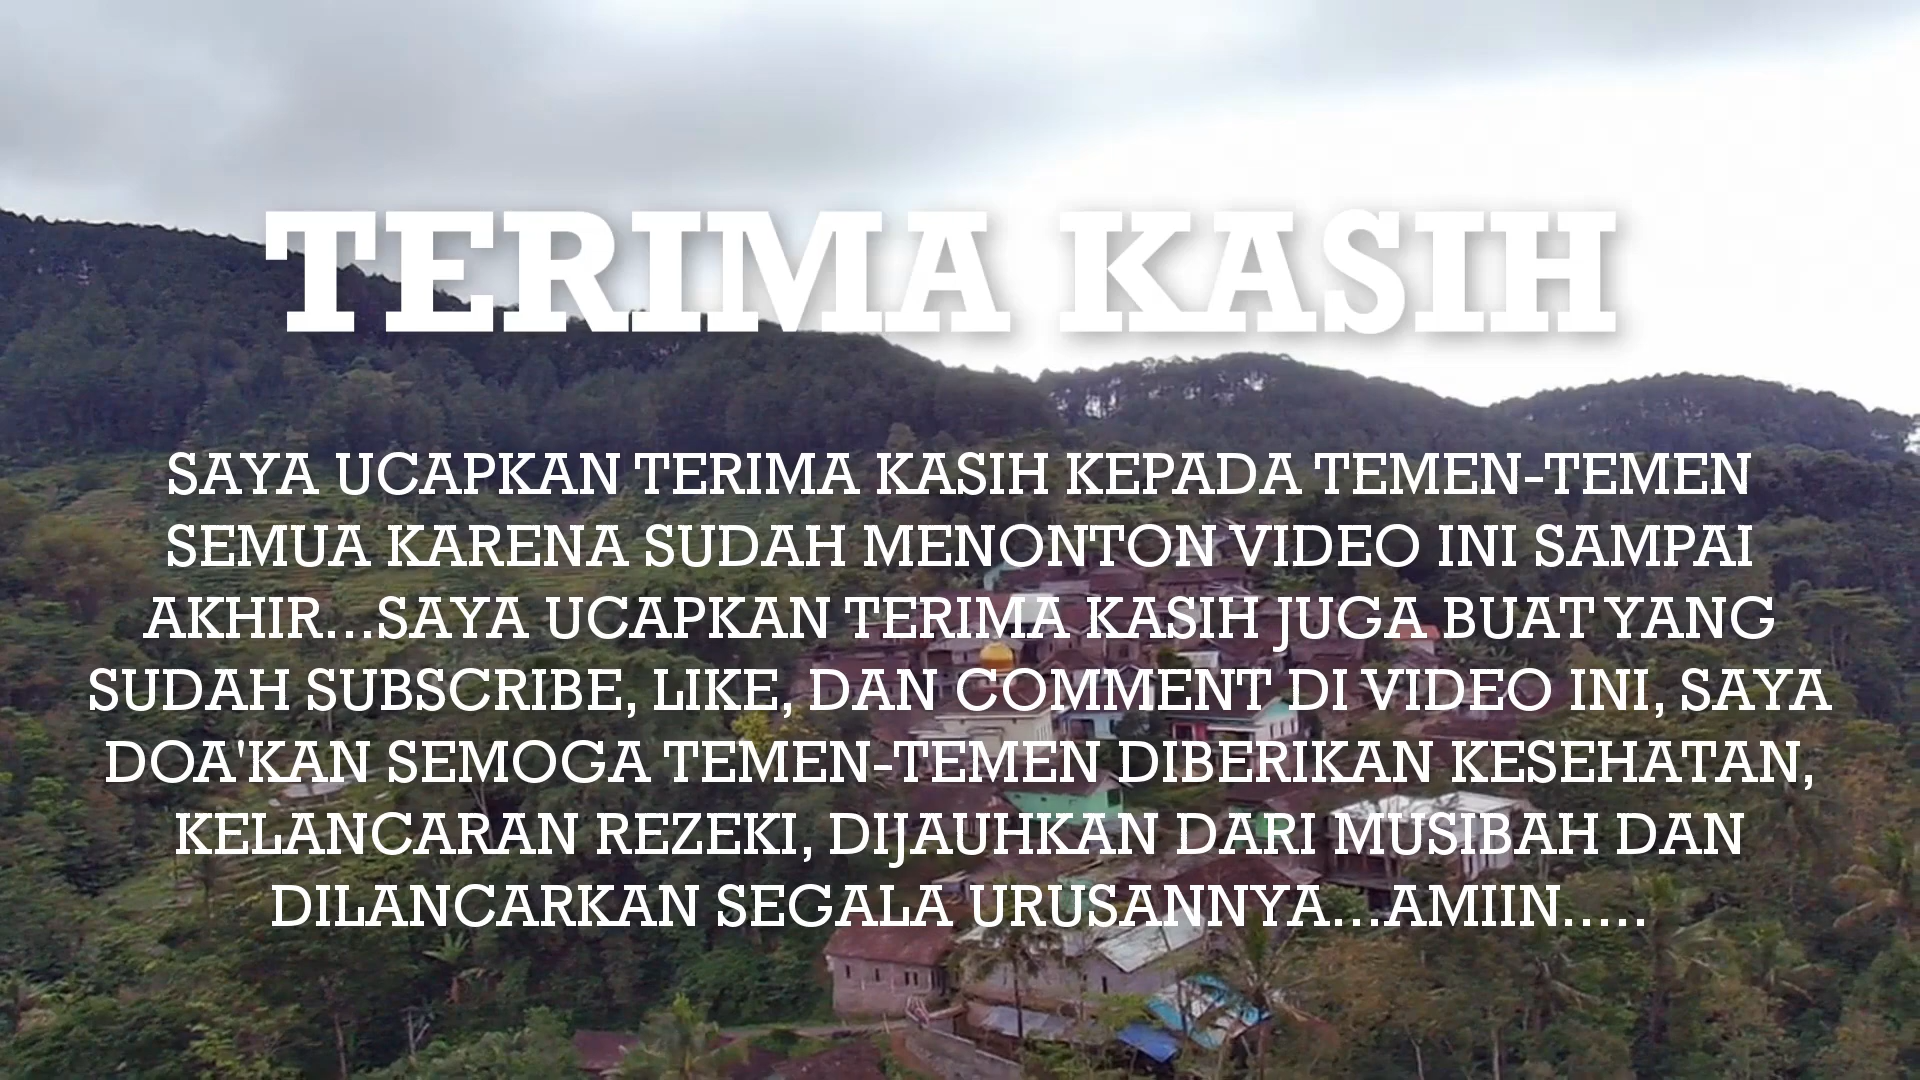 TERIMA KASIH
SAYA UCAPKAN TERIMA KASIH KEPADA TEMEN-TEMEN
SEMUA KARENA SUDAH MENONTON VIDEO INI SAMPAI
AKHIR...SAYA UCAPKAN TERIMA KASIH JUGA BUAT YANG
SUDAH SUBSCRIBE, LIKE, DAN COMMENT DI VIDEO INI, SAYA
DOA'KAN SEMOGA TEMEN-TEMEN DIBERIKAN KESEHATAN,
KELANCARAN REZEKI, DIJAUHKAN DARI MUSIBAH DAN
DILANCARKAN SEGALA URUSANNYA...AMIIN.....